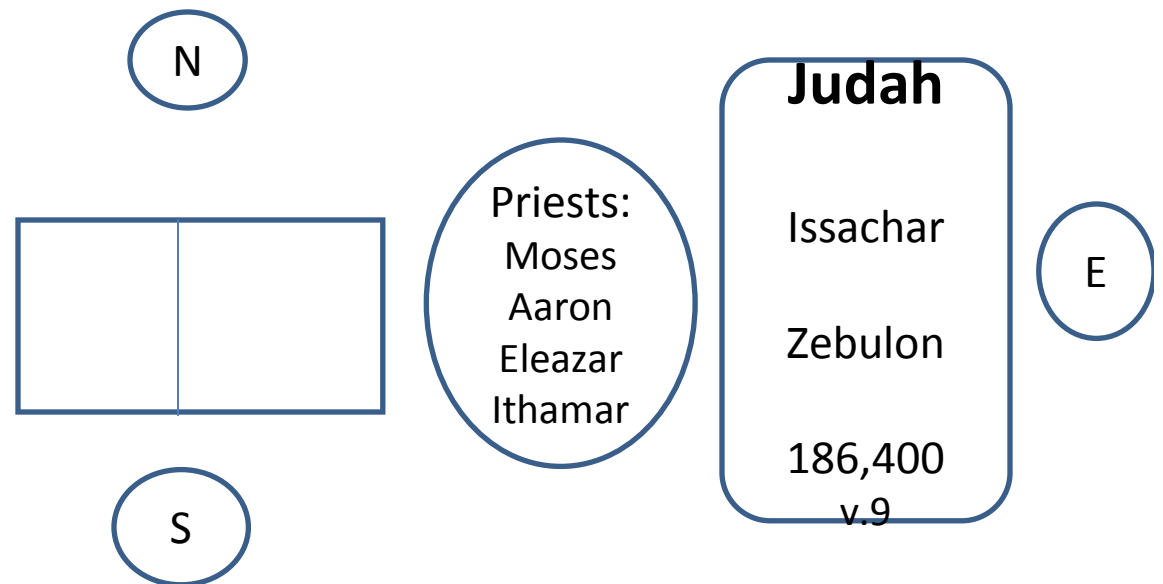 N
Priests:
Moses
Aaron
Eleazar
Ithamar
Judah
Issachar
Zebulon
186,400
v.9
E
S